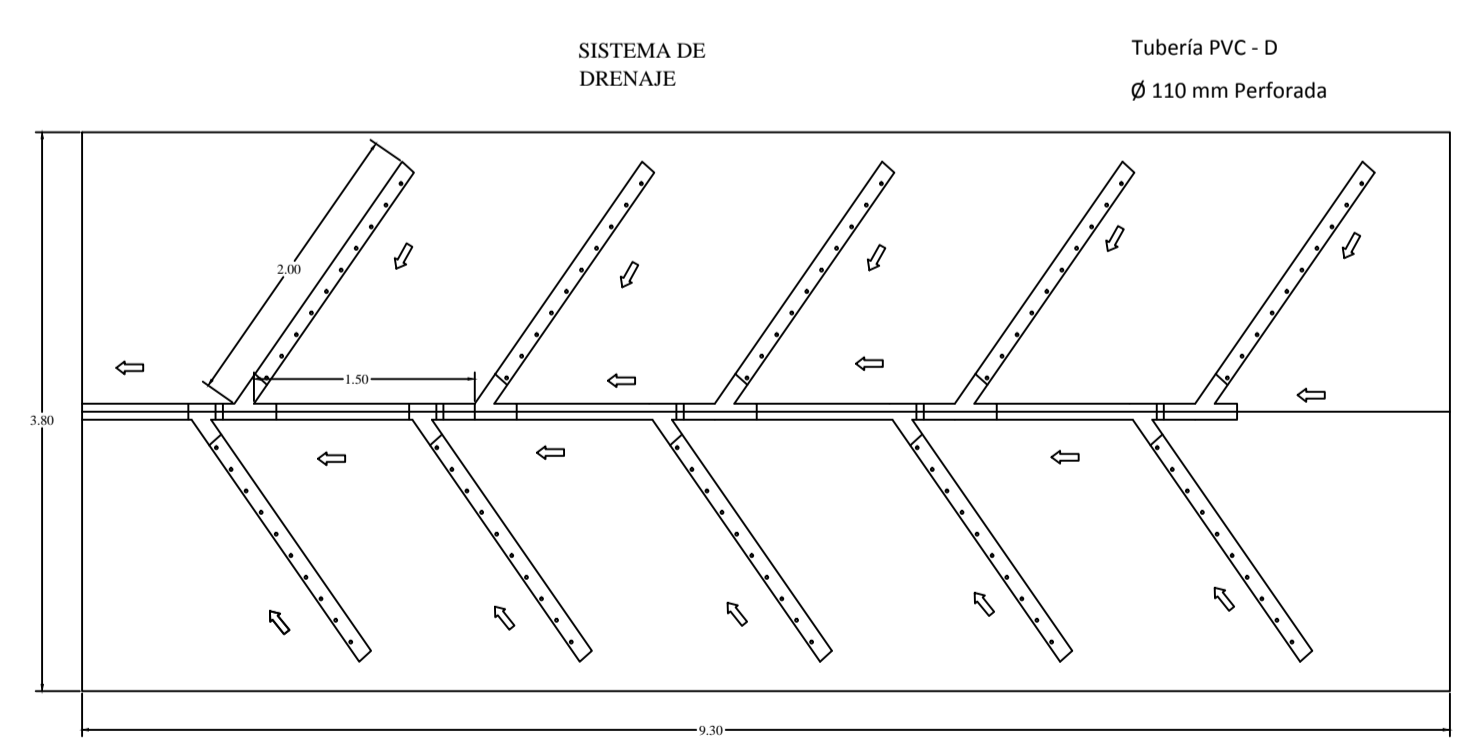 SISTEMA DE
DRENAJE
Tubería PVC - D
Ø 110 mm Perforada
2.00
1.50
3.80
9.30